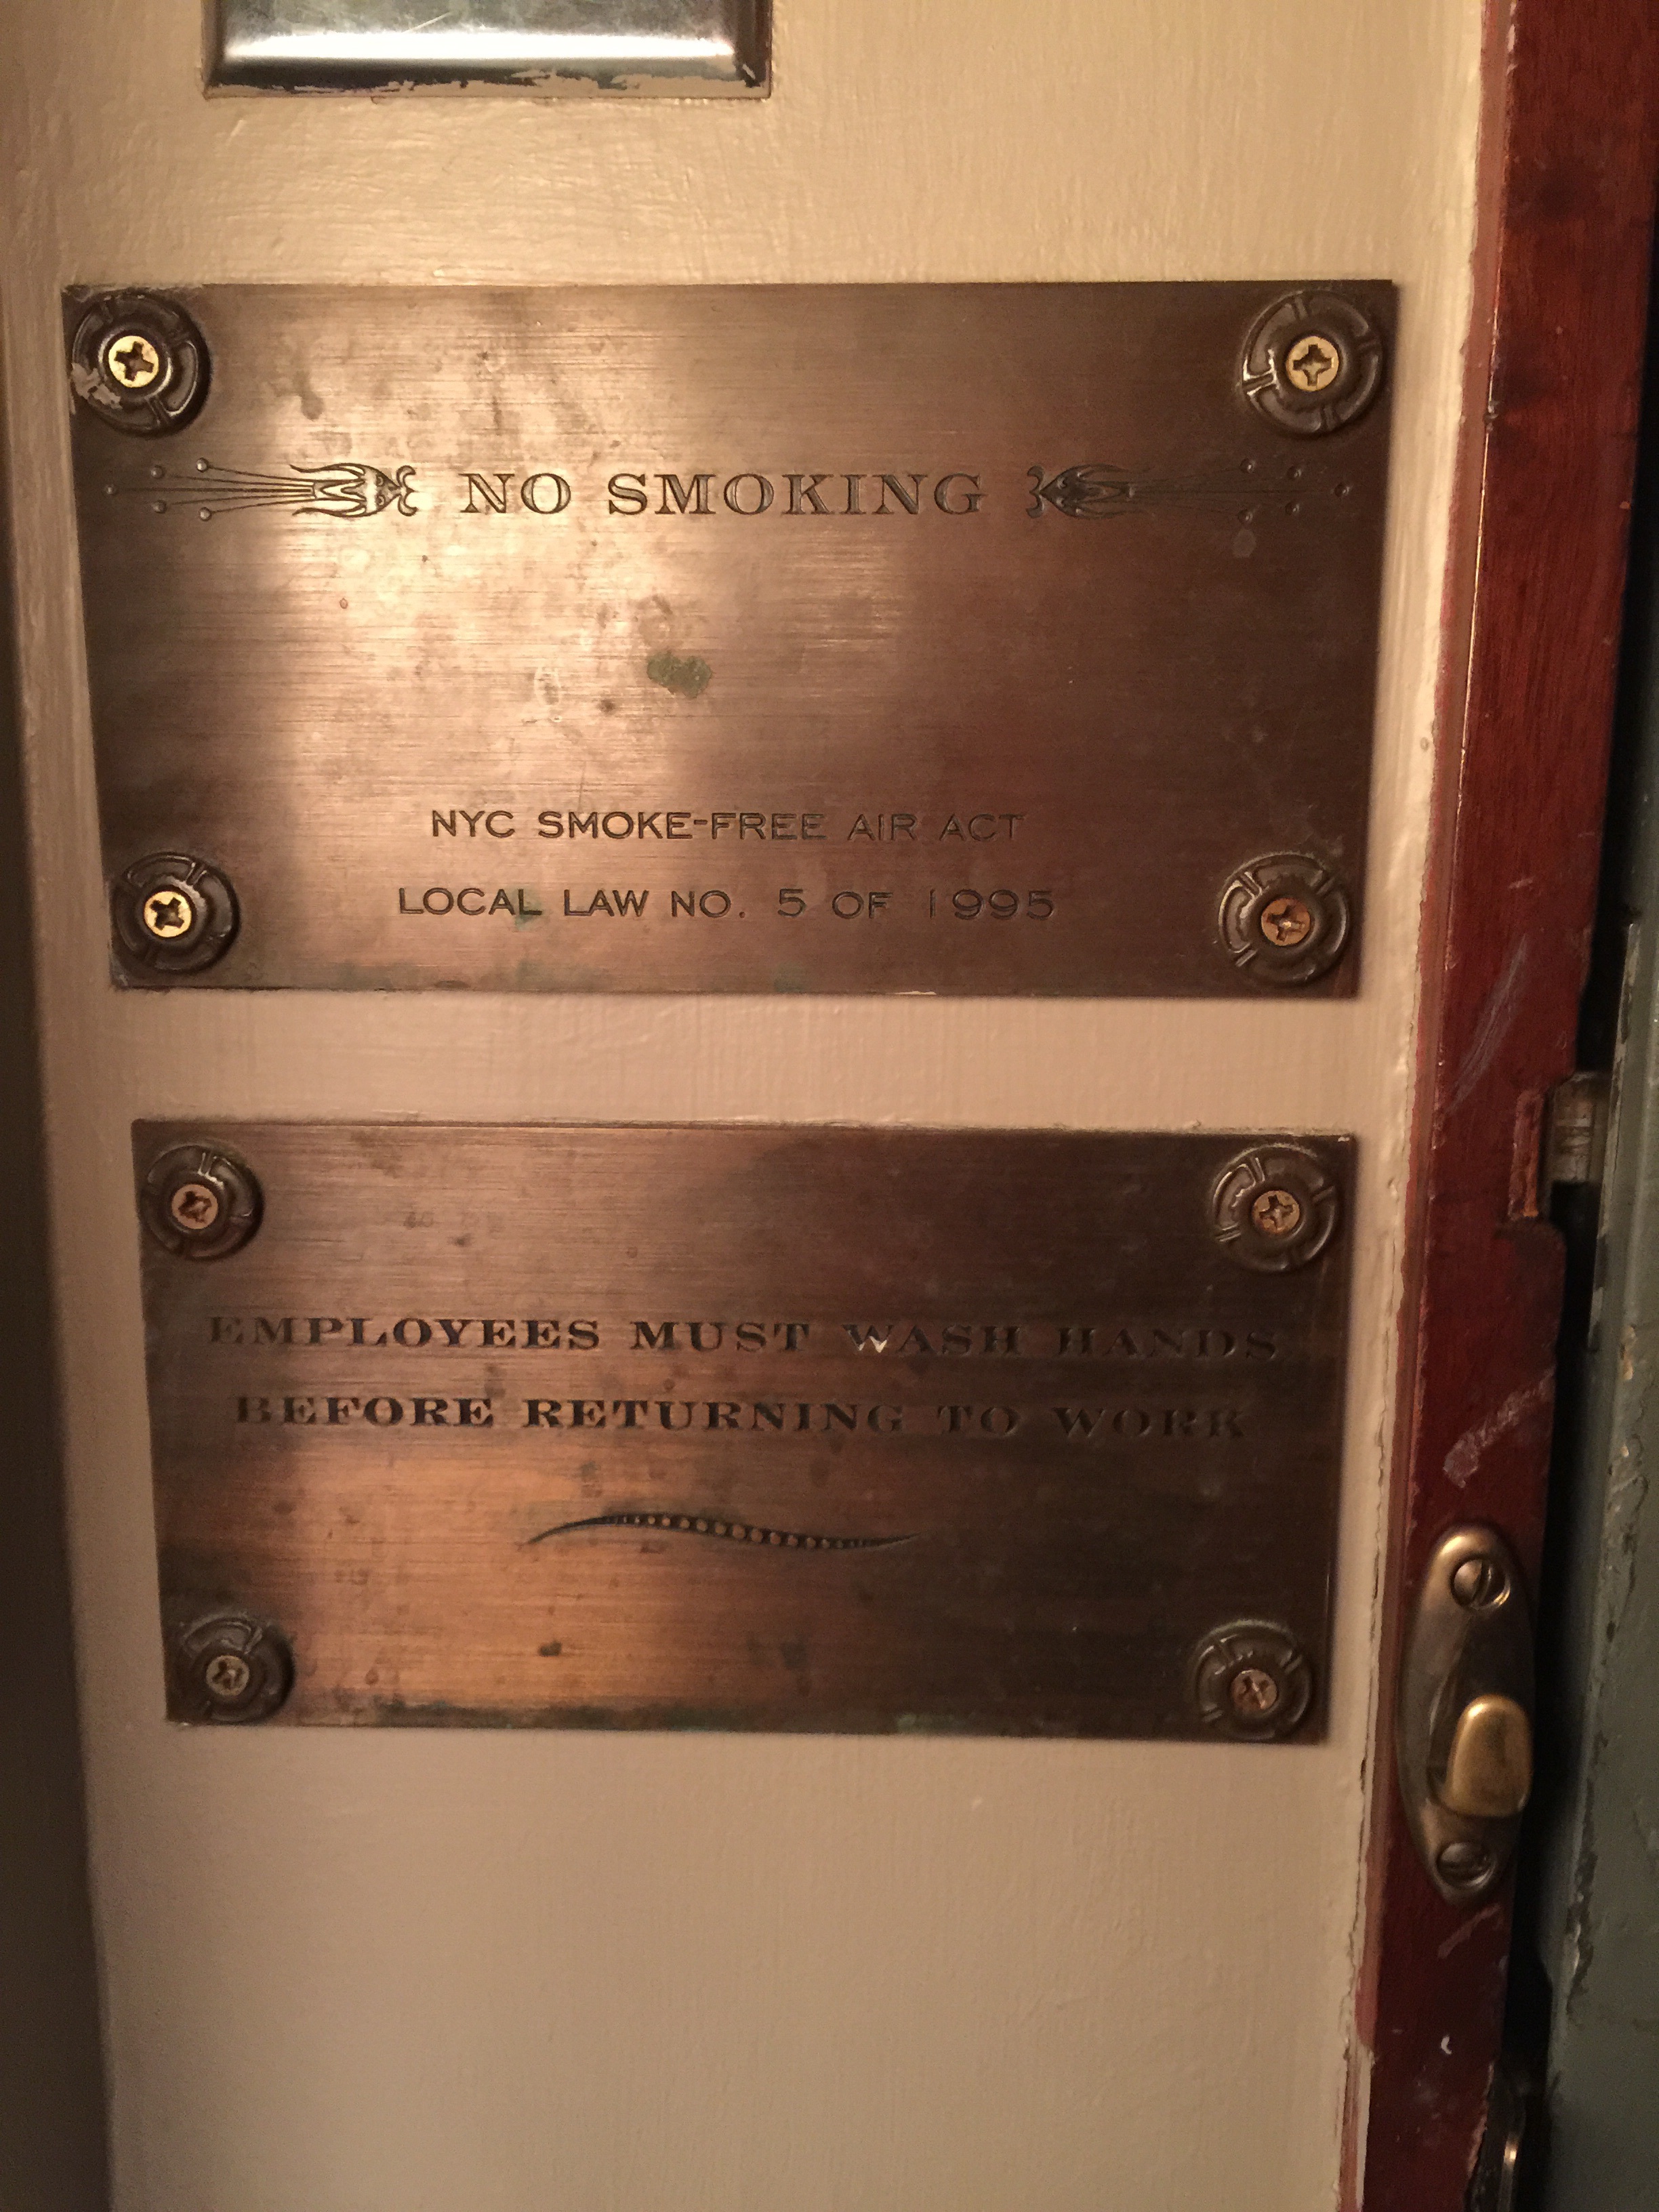 NO SMOKING
NYC SMOKE-FREE AIR ACT
LOCAL LAW NO. 5 OF 1995
EMPLOYEES MUST WASH HANDS
BEFORE RETURNING TO WORK